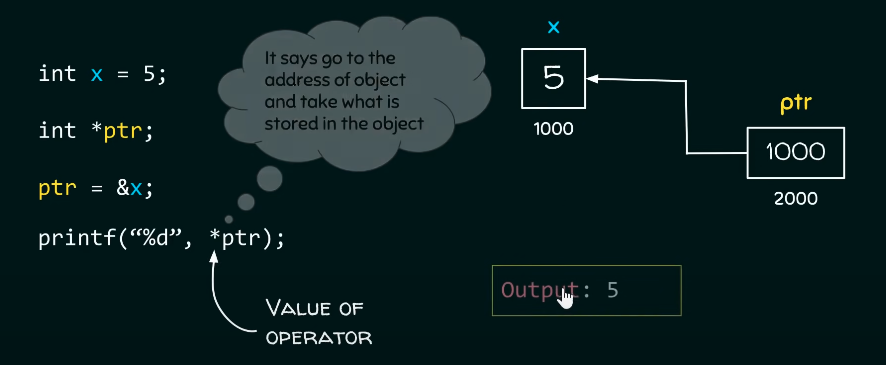 int x = 5;
int *ptr;
ptr = &x;
printf(“%d”, *ptr);
It says go to the
address of object
and take what is
stored in the object
VALUE OF
OPERATOR
x
5
1000
ptr
1000
2000
Output: 5